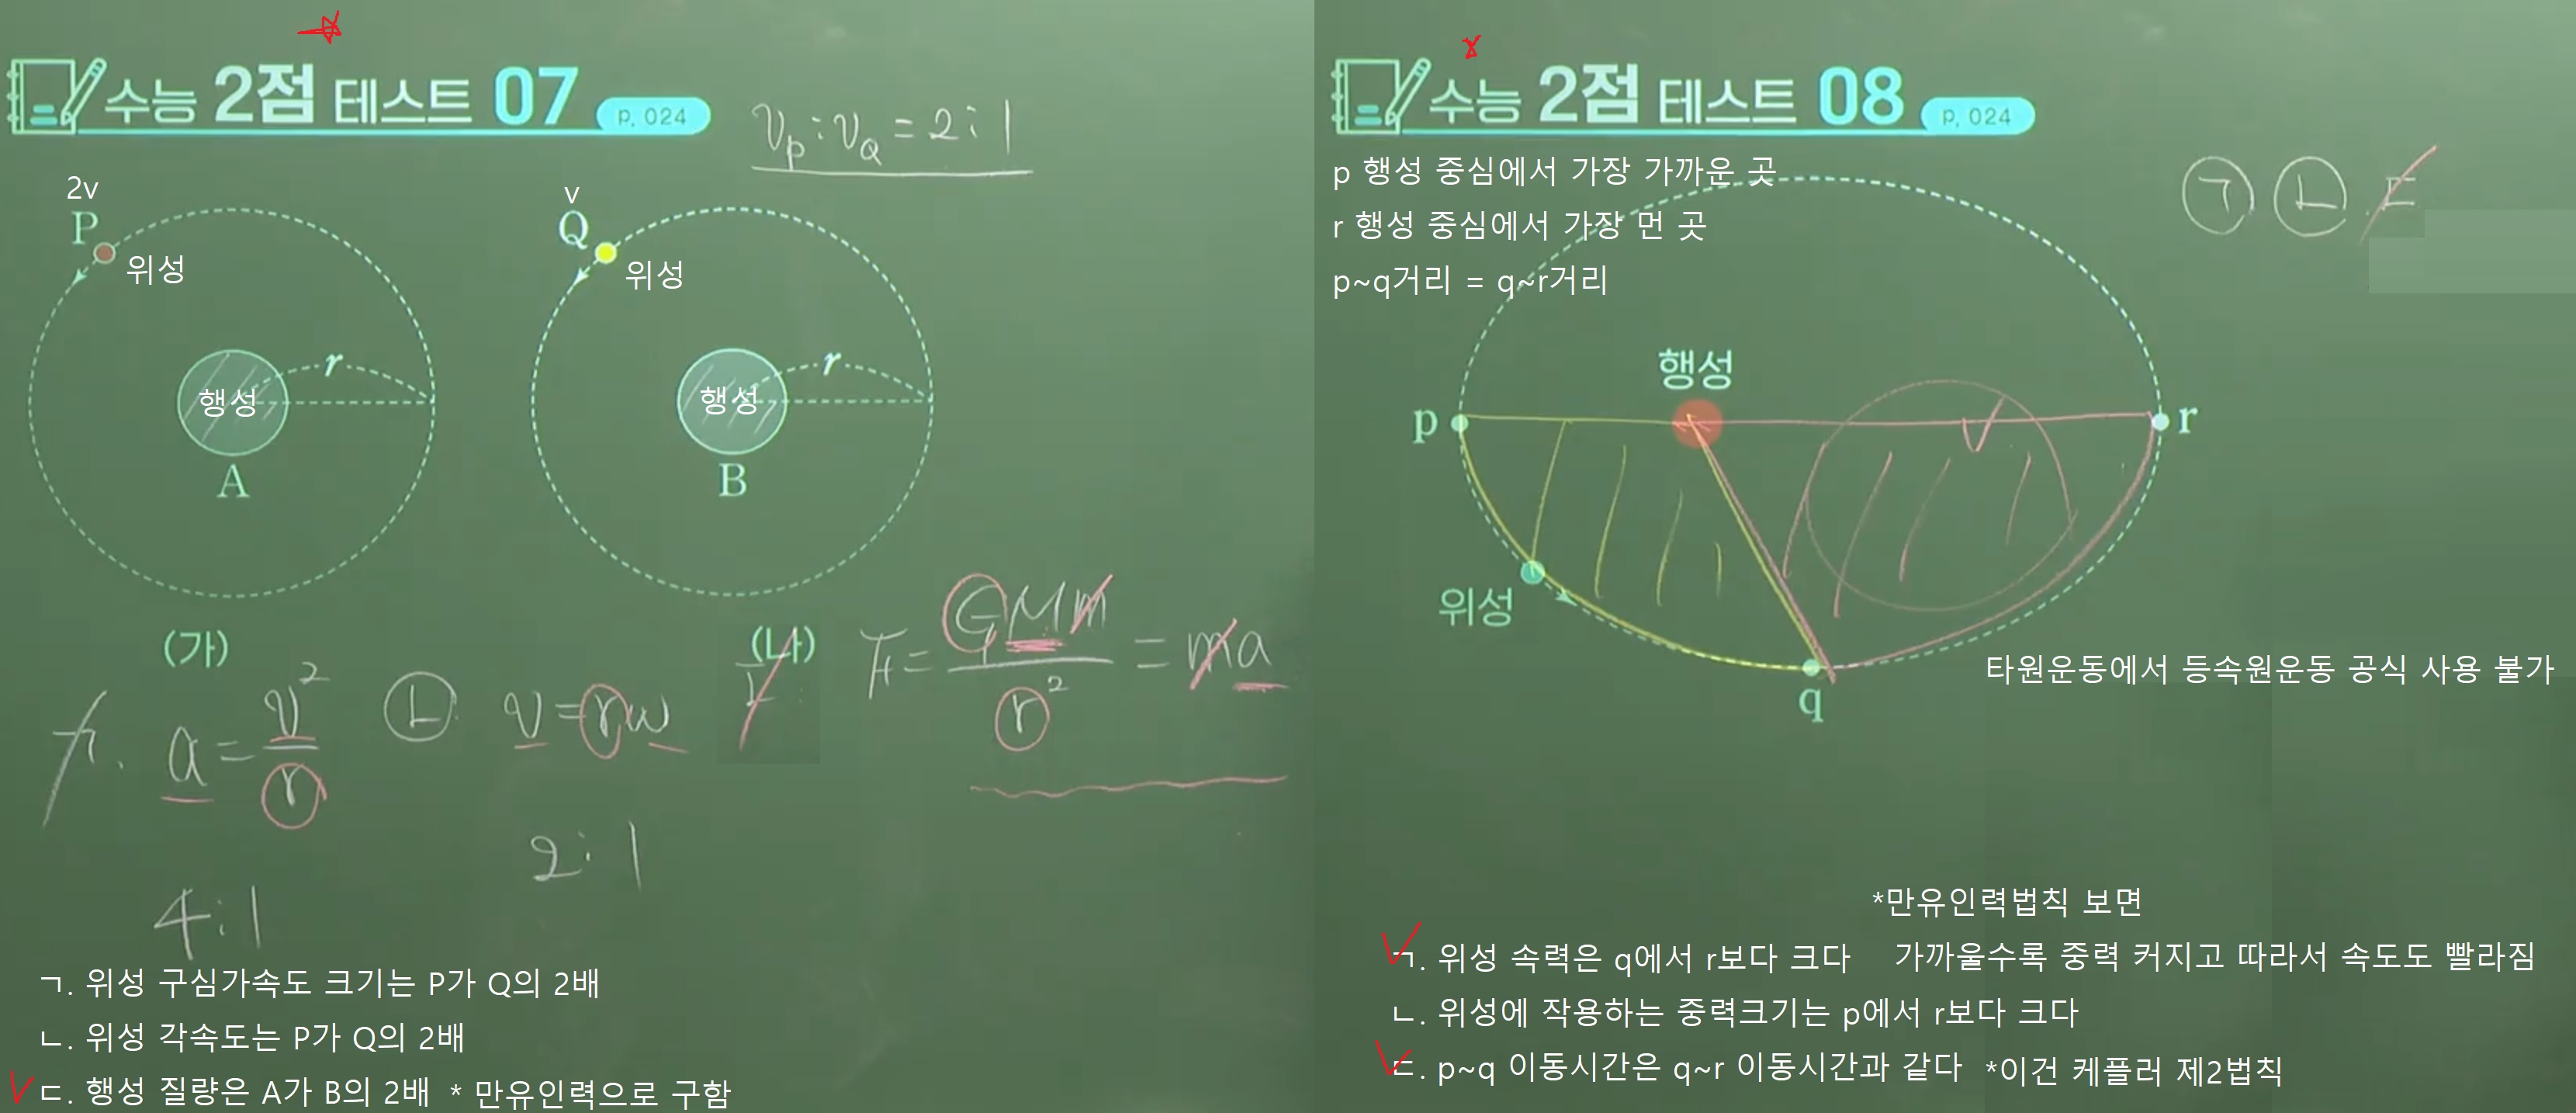 수능 2점 테스트 07 p. 024
v_P : v_Q = 2 : 1
2v
P
위성
v
Q
위성
r
행성
A
r
행성
B
(가)
(나)
ㄱ. a = v²/r
4 : 1
ㄴ. v = rω
2 : 1
ㄷ.
F = GMm/r² = ma
ㄱ. 위성 구심가속도 크기는 P가 Q의 2배
ㄴ. 위성 각속도는 P가 Q의 2배
ㄷ. 행성 질량은 A가 B의 2배 * 만유인력으로 구함
수능 2점 테스트 08 p. 024
p 행성 중심에서 가장 가까운 곳
r 행성 중심에서 가장 먼 곳
p~q거리 = q~r거리
ㄱ ㄴ . ㄷ
행성
p
r
위성
q
타원운동에서 등속원운동 공식 사용 불가
*만유인력법칙 보면
ㄱ. 위성 속력은 q에서 r보다 크다 가까울수록 중력 커지고 따라서 속도도 빨라짐
ㄴ. 위성에 작용하는 중력크기는 p에서 r보다 크다
ㄷ. p~q 이동시간은 q~r 이동시간과 같다 *이건 케플러 제2법칙